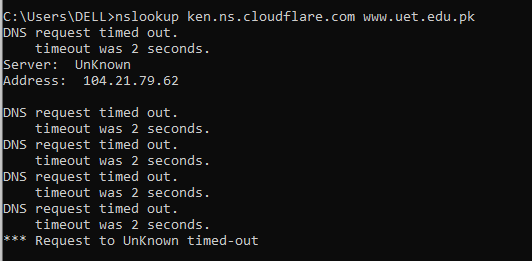 C:\Users\DELL>nslookup ken.ns.cloudflare.com www.uet.edu.pk
DNS request timed out.
    timeout was 2 seconds.
Server:  UnKnown
Address:  104.21.79.62

DNS request timed out.
    timeout was 2 seconds.
DNS request timed out.
    timeout was 2 seconds.
DNS request timed out.
    timeout was 2 seconds.
DNS request timed out.
    timeout was 2 seconds.
*** Request to UnKnown timed-out